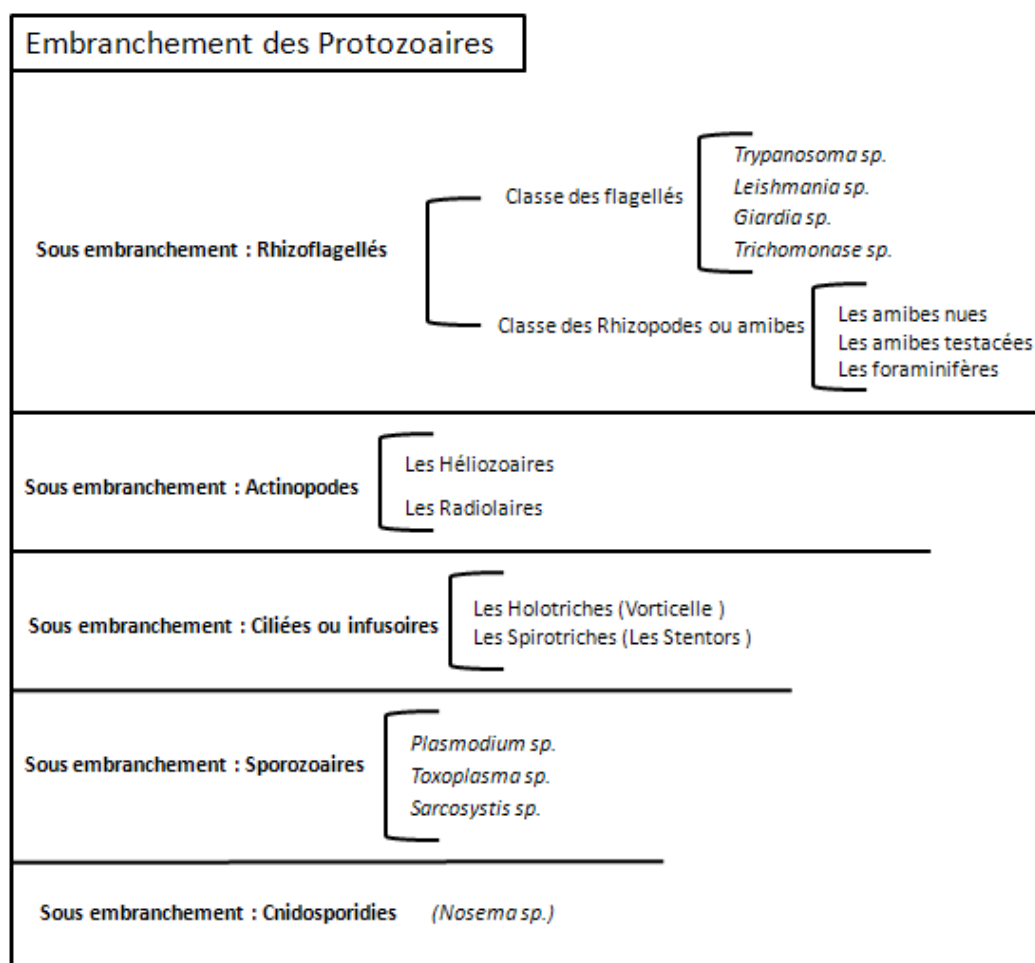 Embranchement des Protozoaires
Trypanosoma sp.
Classe des flagellés
Leishmania sp.
Giardia sp.
Sous embranchement : Rhizoflagellés
Trichomonase sp.
Les amibes nues
Classe des Rhizopodes ou amibes
Les amibes testacées
Les foraminifères
Les Héliozoaires
Sous embranchement : Actinopodes
Les Radiolaires
Les Holotriches (Vorticelle )
Sous embranchement : Ciliées ou infusoires
Les Spirotriches (Les Stentors )
Plasmodium sp.
Sous embranchement : Sporozoaires
Toxoplasma sp.
Sarcosystis sp.
Sous embranchement : Cnidosporidies (Nosema sp.)